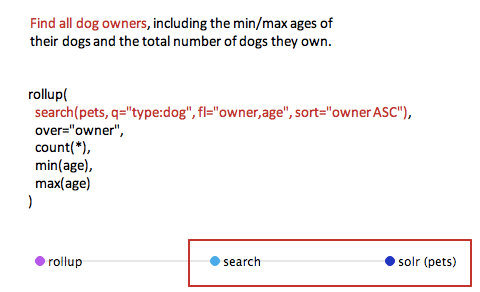 Find all dog owners, including the min/max ages of
their dogs and the total number of dogs they own.
rollup(
search(pets, q="type:dog", fl="owner,age", sort="owner ASC"),
over="owner",
count(*),
min(age),
max(age)
)
rollup search solr (pets)